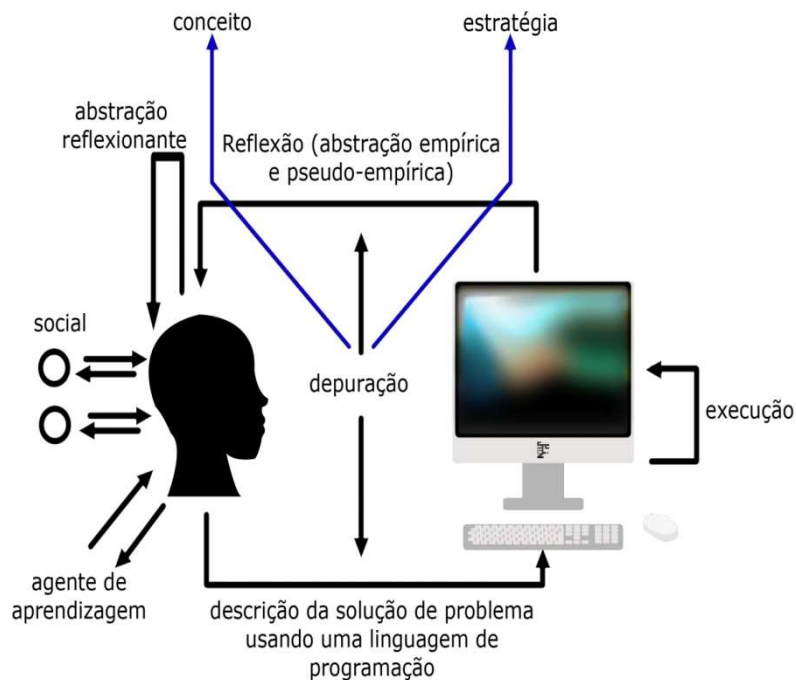 conceito
estratégia
abstração
reflexionante
Reflexão (abstração empírica
e pseudo-empírica)
social
depuração
execução
agente de
aprendizagem
descrição da solução de problema
usando uma linguagem de
programação